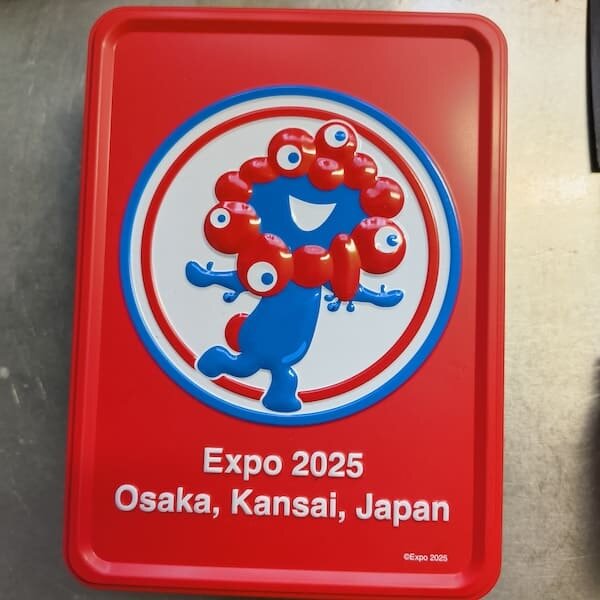 Expo 2025
Osaka, Kansai, Japan
©Expo 2025